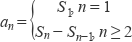 aₙ = { S₁, n = 1
Sₙ − Sₙ₋₁, n ≥ 2